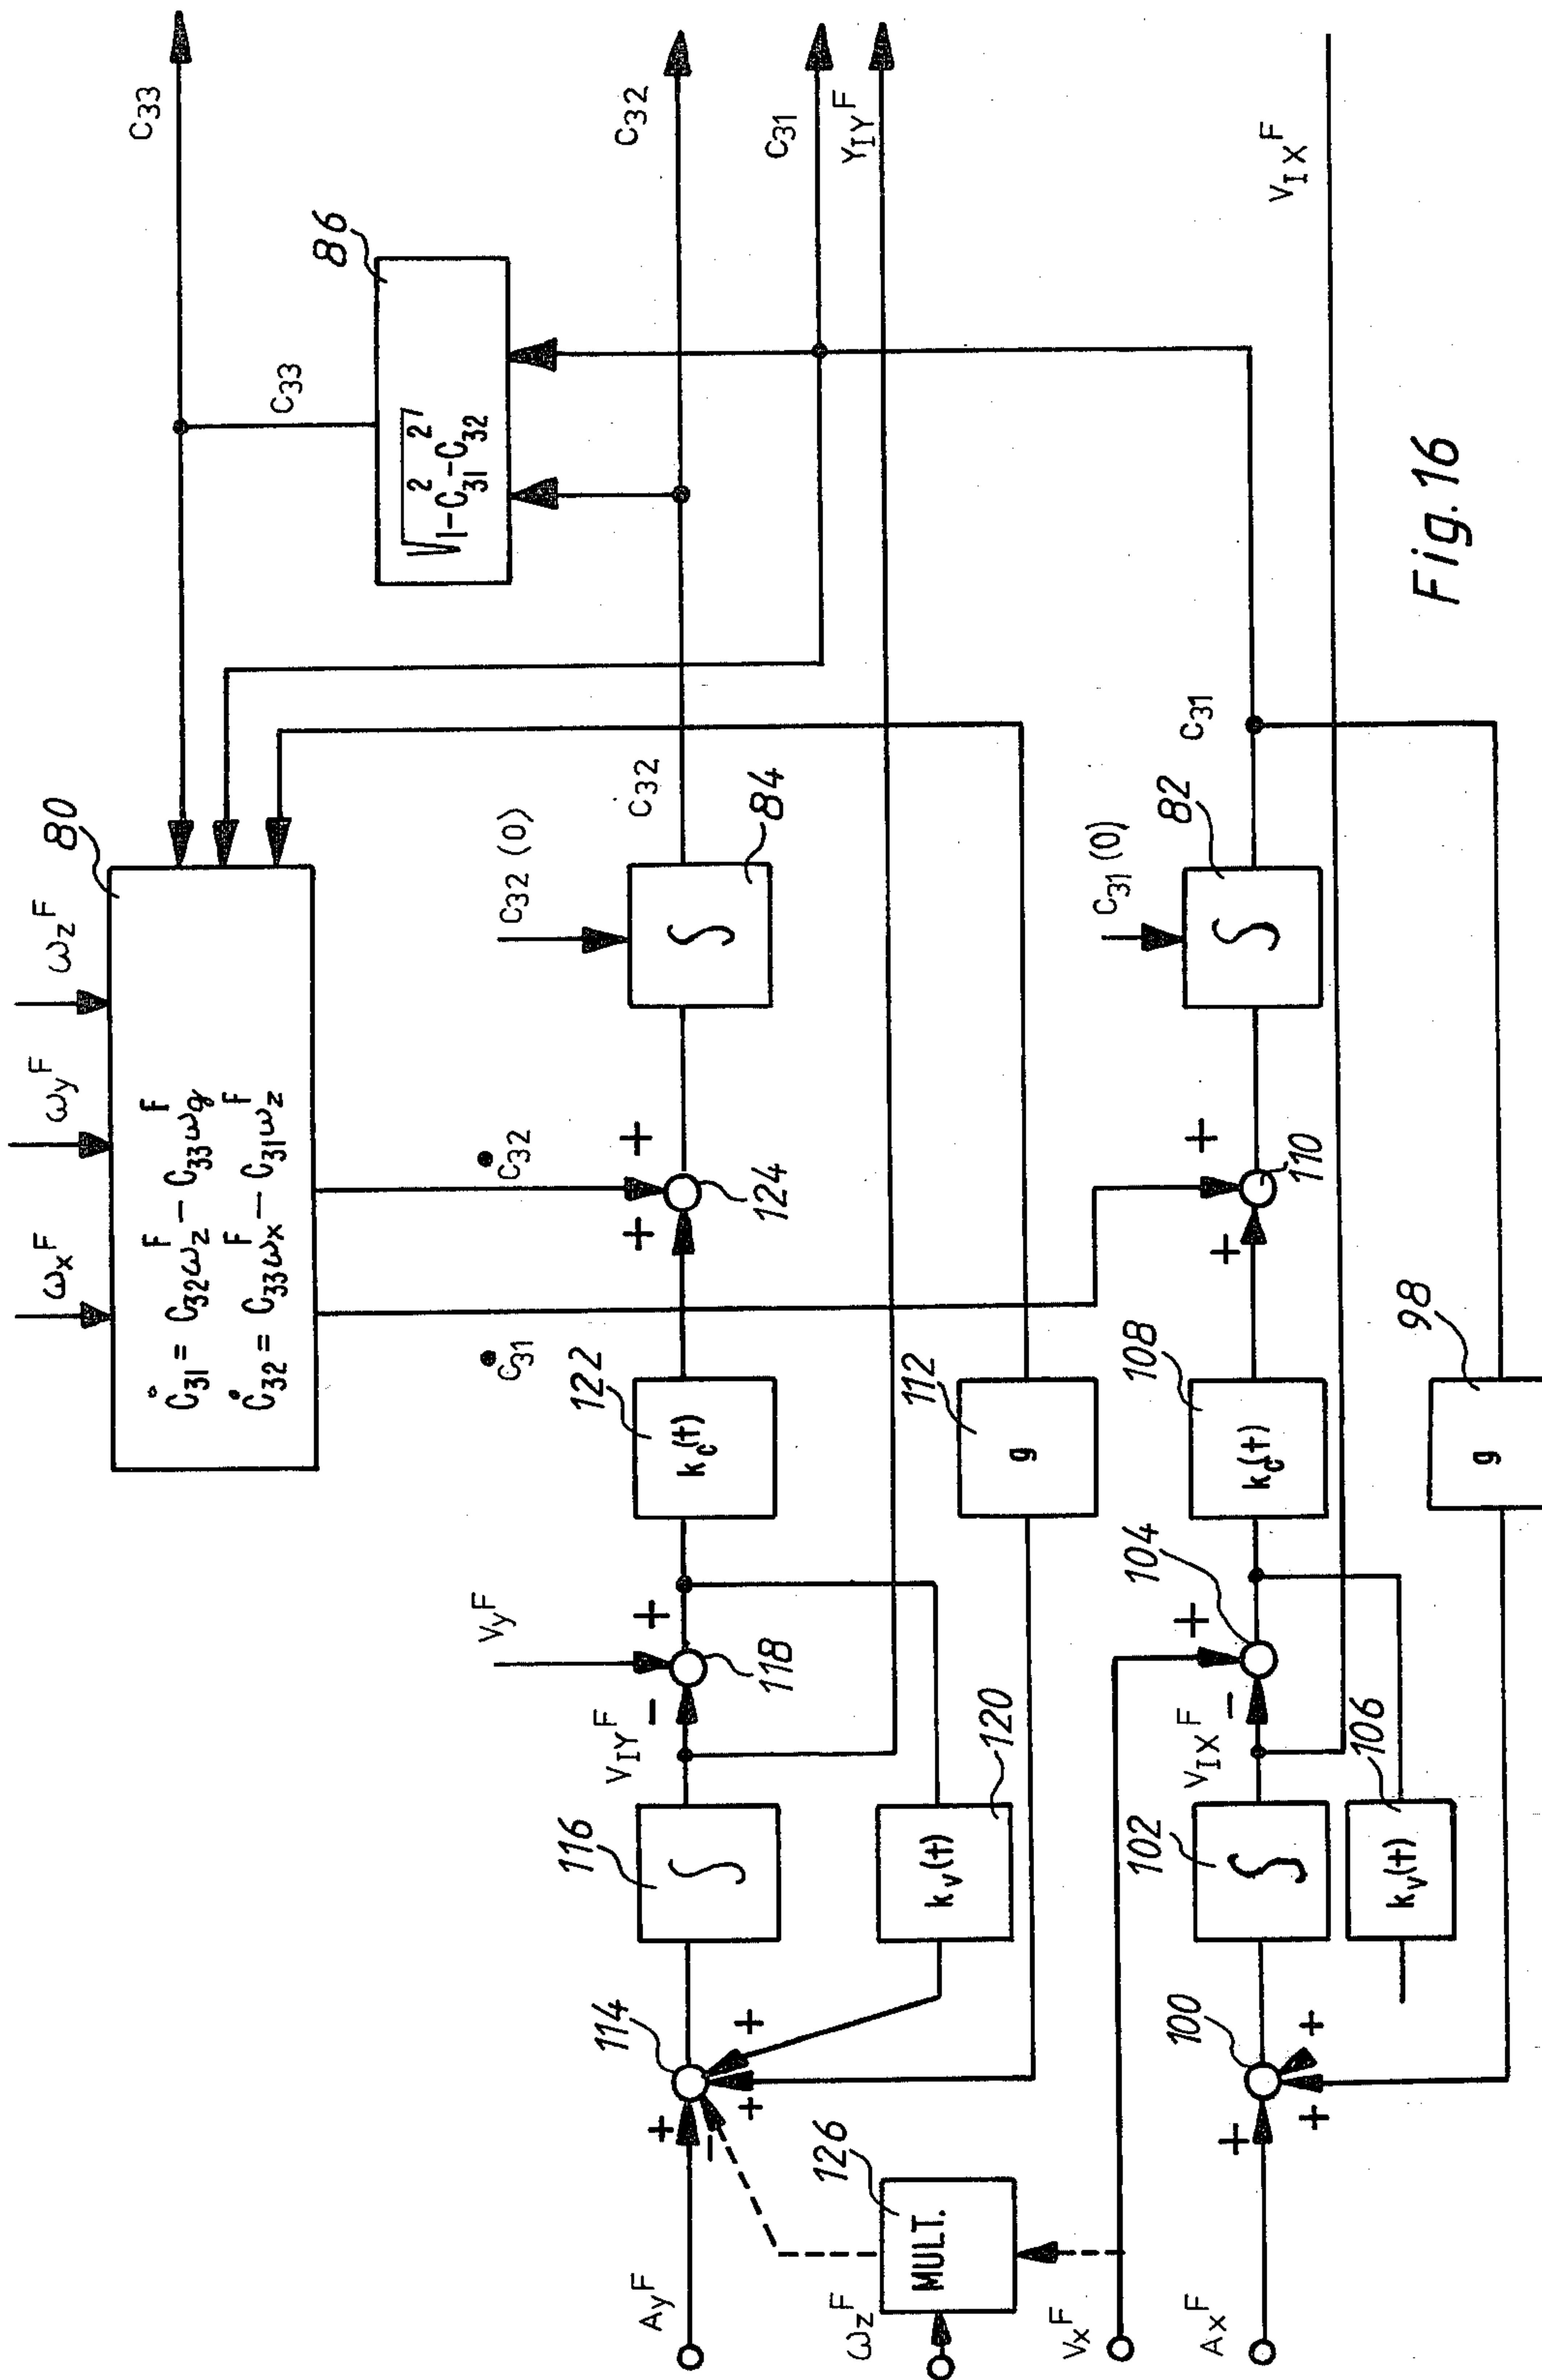 ωx^F
ωy^F
ωz^F
80
Ċ31 = C32ωz^F − C33ωy^F
Ċ32 = C33ωx^F − C31ωz^F
C33
C33
86
√1−C31²−C32²
C32
C31
YIY^F
VIX^F
Ċ31
Ċ32
C32 (0)
C32
∫
84
+
+
124
122
kc(t)
Vy^F
+
−
118
VIY^F
116
∫
120
kv(t)
112
g
114
+
−
+
+
Ay^F
126
MULT.
ωz^F
Vx^F
Ax^F
100
+
+
+
102
∫
VIX^F
−
+
104
106
kv(t)
108
kc(t)
+
+
110
C31 (0)
82
∫
C31
98
g
Fig. 16